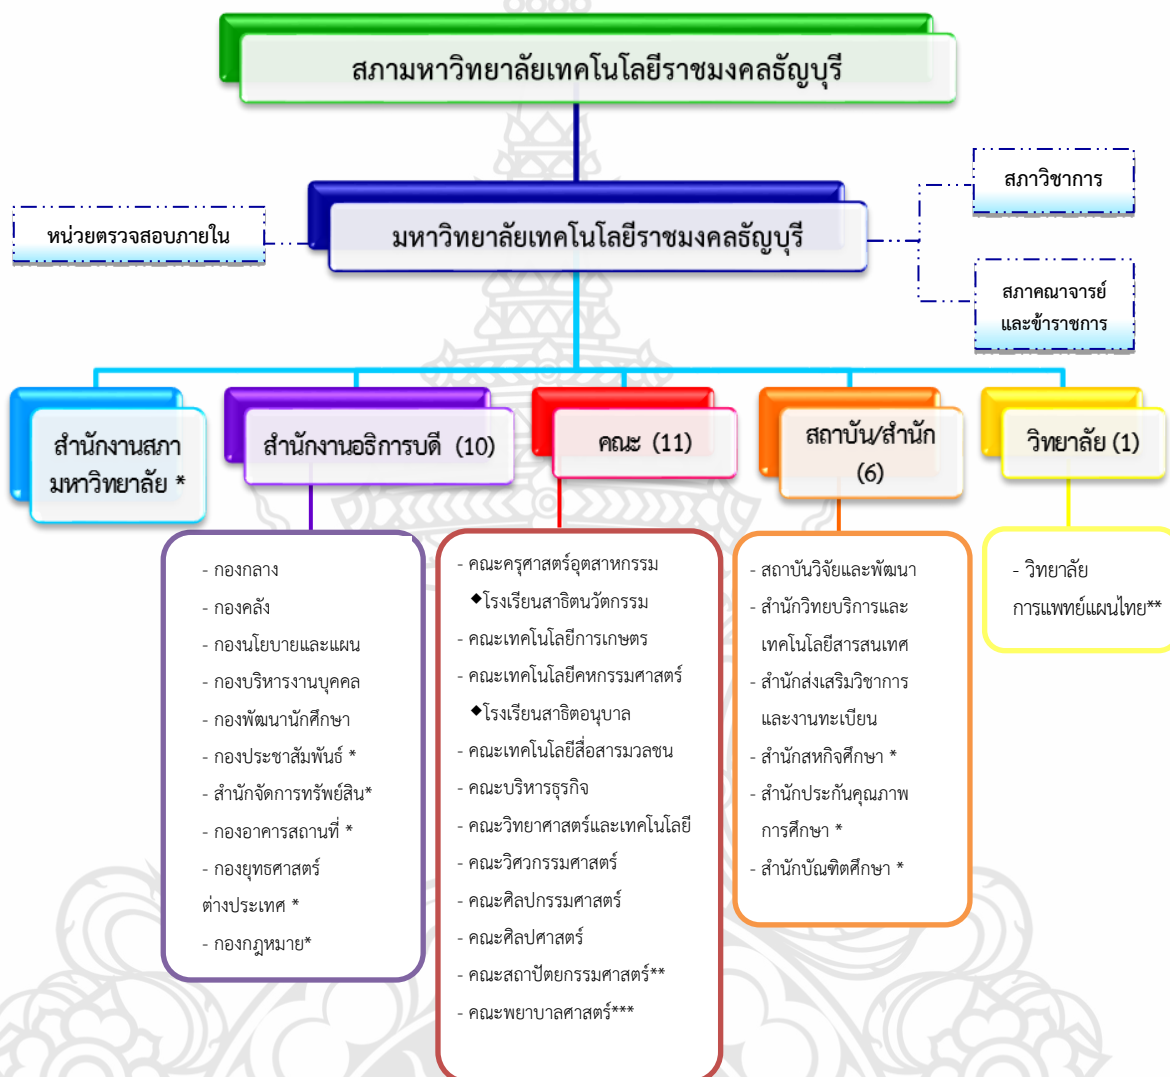 สภามหาวิทยาลัยเทคโนโลยีราชมงคลธัญบุรี
มหาวิทยาลัยเทคโนโลยีราชมงคลธัญบุรี
หน่วยตรวจสอบภายใน
สภาวิชาการ
สภาคณาจารย์
และข้าราชการ
สำนักงานสภา
มหาวิทยาลัย *
สำนักงานอธิการบดี (10)
คณะ (11)
สถาบัน/สำนัก
(6)
วิทยาลัย (1)
- กองกลาง
- กองคลัง
- กองนโยบายและแผน
- กองบริหารงานบุคคล
- กองพัฒนานักศึกษา
- กองประชาสัมพันธ์ *
- สำนักจัดการทรัพย์สิน*
- กองอาคารสถานที่ *
- กองยุทธศาสตร์
ต่างประเทศ *
- กองกฎหมาย*
- คณะครุศาสตร์อุตสาหกรรม
◆โรงเรียนสาธิตนวัตกรรม
- คณะเทคโนโลยีการเกษตร
- คณะเทคโนโลยีคหกรรมศาสตร์
◆โรงเรียนสาธิตอนุบาล
- คณะเทคโนโลยีสื่อสารมวลชน
- คณะบริหารธุรกิจ
- คณะวิทยาศาสตร์และเทคโนโลยี
- คณะวิศวกรรมศาสตร์
- คณะศิลปกรรมศาสตร์
- คณะศิลปศาสตร์
- คณะสถาปัตยกรรมศาสตร์**
- คณะพยาบาลศาสตร์***
- สถาบันวิจัยและพัฒนา
- สำนักวิทยบริการและ
เทคโนโลยีสารสนเทศ
- สำนักส่งเสริมวิชาการ
และงานทะเบียน
- สำนักสหกิจศึกษา *
- สำนักประกันคุณภาพ
การศึกษา *
- สำนักบัณฑิตศึกษา *
- วิทยาลัย
การแพทย์แผนไทย**